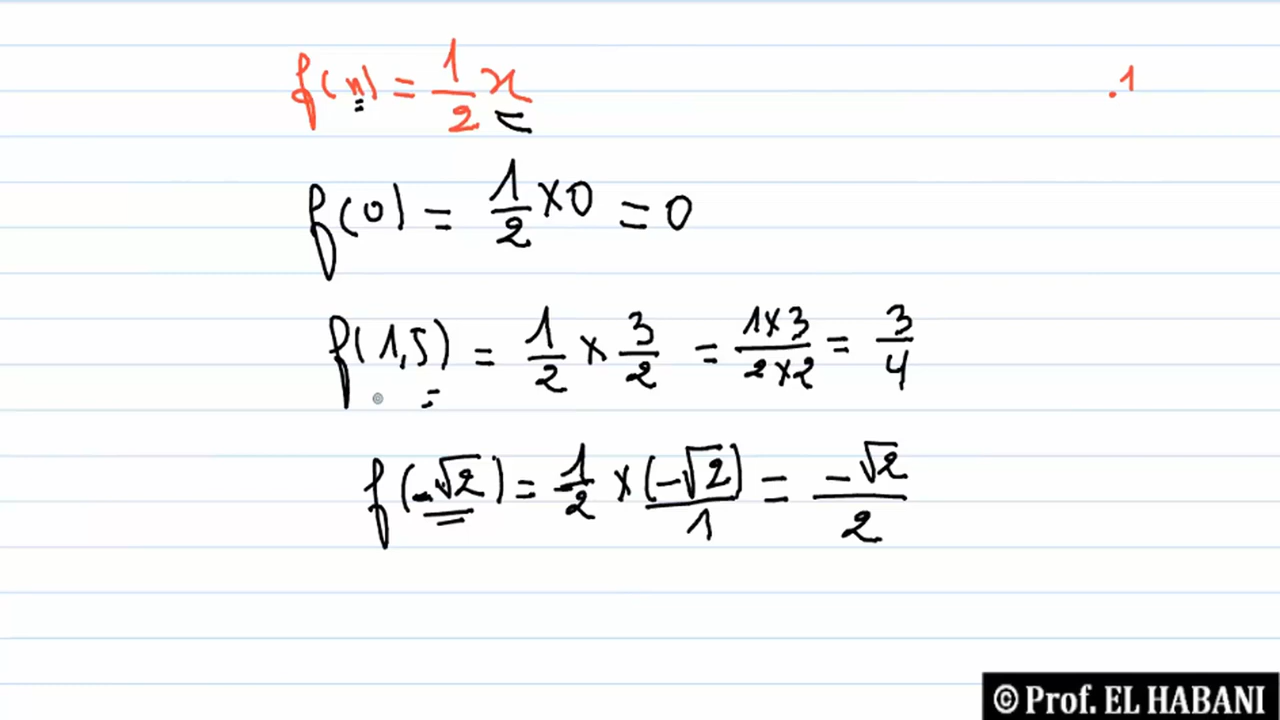 f(x) = 1/2 x
.1
f(0) = 1/2 × 0 = 0
f(1,5) = 1/2 × 3/2 = 1×3/2×2 = 3/4
f(-√2) = 1/2 × (-√2)/1 = -√2/2
© Prof. EL HABANI